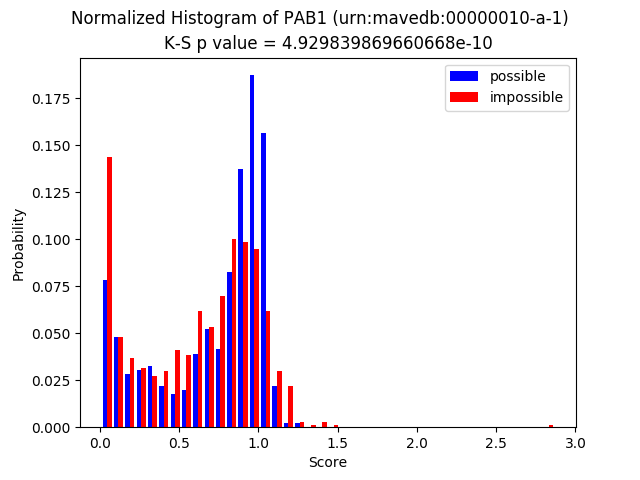 Normalized Histogram of PAB1 (urn:mavedb:00000010-a-1)
K-S p value = 4.929839869660668e-10
possible
impossible
0.175
0.150
0.125
0.100
0.075
0.050
0.025
0.000
Probability
0.0 0.5 1.0 1.5 2.0 2.5 3.0
Score